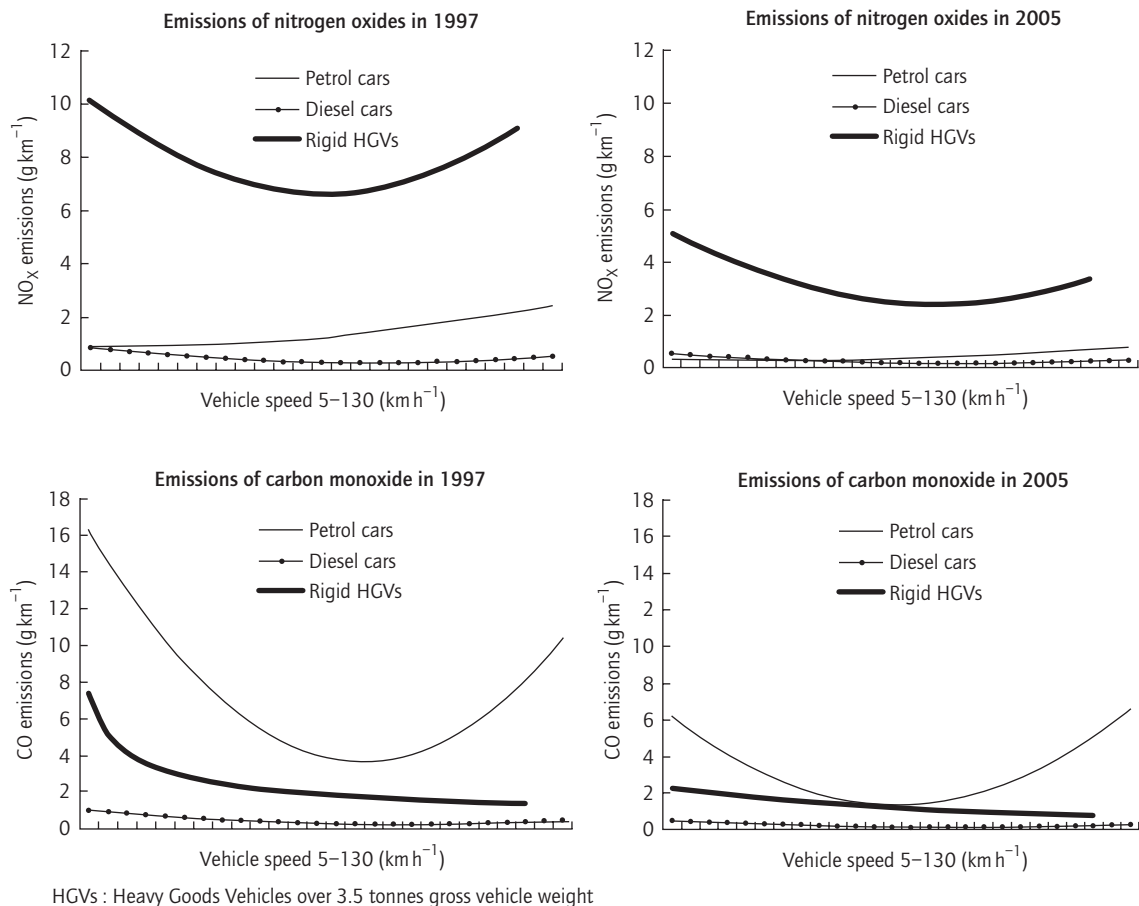 Emissions of nitrogen oxides in 1997
12
10
8
6
4
2
0
NOX emissions (g km−1)
Petrol cars
Diesel cars
Rigid HGVs
Vehicle speed 5–130 (km h−1)
Emissions of nitrogen oxides in 2005
12
10
8
6
4
2
0
NOX emissions (g km−1)
Petrol cars
Diesel cars
Rigid HGVs
Vehicle speed 5–130 (km h−1)
Emissions of carbon monoxide in 1997
18
16
14
12
10
8
6
4
2
0
CO emissions (g km−1)
Petrol cars
Diesel cars
Rigid HGVs
Vehicle speed 5–130 (km h−1)
Emissions of carbon monoxide in 2005
18
16
14
2
10
8
6
4
2
0
CO emissions (g km−1)
Petrol cars
Diesel cars
Rigid HGVs
Vehicle speed 5–130 (km h−1)
HGVs : Heavy Goods Vehicles over 3.5 tonnes gross vehicle weight